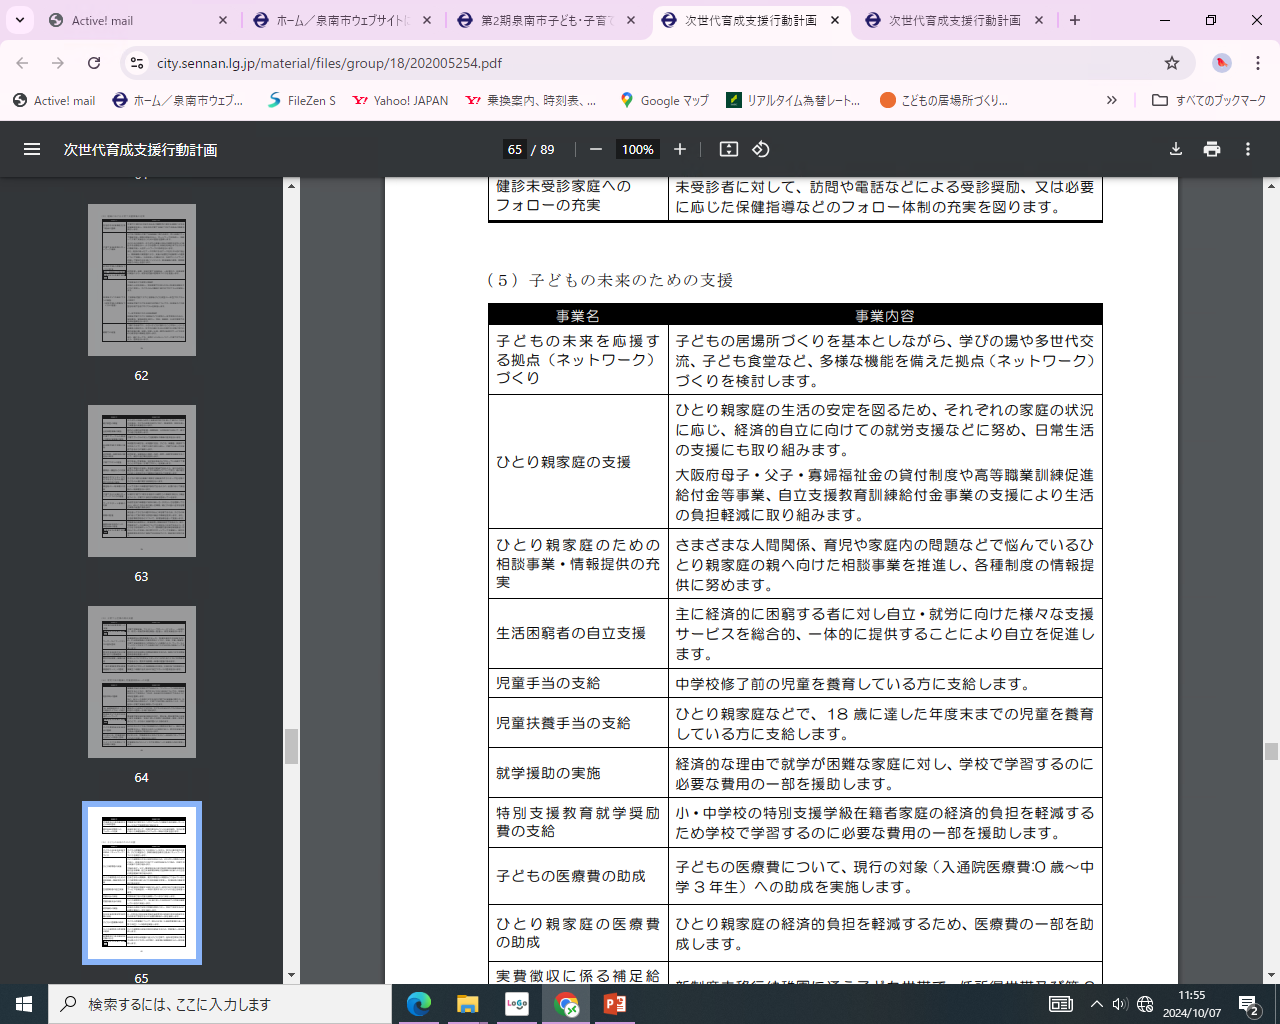 Active! mail
ホーム／泉南市ウェブサイトに
第2期泉南市子ども・子育て
次世代育成支援行動計画
次世代育成支援行動計画
city.sennan.lg.jp/material/files/group/18/202005254.pdf
Active! mail
ホーム／泉南市ウェブ...
FileZen S
Yahoo! JAPAN
乗換案内、時刻表、...
Google マップ
リアルタイム為替レート...
こどもの居場所づくり...
すべてのブックマーク
次世代育成支援行動計画
65 / 89
100%
62
63
64
65
健診未受診家庭への
フォローの充実
未受診者に対して、訪問や電話などによる受診奨励、又は必要
に応じた保健指導などのフォロー体制の充実を図ります。
（５）子どもの未来のための支援
事業名
事業内容
子どもの未来を応援す
る拠点（ネットワーク）
づくり
子どもの居場所づくりを基本としながら、学びの場や多世代交
流、子ども食堂など、多様な機能を備えた拠点（ネットワーク）
づくりを検討します。
ひとり親家庭の支援
ひとり親家庭の生活の安定を図るため、それぞれの家庭の状況
に応じ、経済的自立に向けての就労支援などに努め、日常生活
の支援にも取り組みます。
大阪府母子・父子・寡婦福祉金の貸付制度や高等職業訓練促進
給付金等事業、自立支援教育訓練給付金事業の支援により生活
の負担軽減に取り組みます。
ひとり親家庭のための
相談事業・情報提供の充
実
さまざまな人間関係、育児や家庭内の問題などで悩んでいるひ
とり親家庭の親へ向けた相談事業を推進し、各種制度の情報提
供に努めます。
生活困窮者の自立支援
主に経済的に困窮する者に対し自立・就労に向けた様々な支援
サービスを総合的、一体的に提供することにより自立を促進し
ます。
児童手当の支給
中学校修了前の児童を養育している方に支給します。
児童扶養手当の支給
ひとり親家庭などで、18 歳に達した年度末までの児童を養育
している方に支給します。
就学援助の実施
経済的な理由で就学が困難な家庭に対し、学校で学習するのに
必要な費用の一部を援助します。
特別支援教育就学奨励
費の支給
小・中学校の特別支援学級在籍者家庭の経済的負担を軽減する
ため学校で学習するのに必要な費用の一部を援助します。
子どもの医療費の助成
子どもの医療費について、現行の対象（入通院医療費:0 歳～中
学 3 年生）への助成を実施します。
ひとり親家庭の医療費
の助成
ひとり親家庭の経済的負担を軽減するため、医療費の一部を助
成します。
実費徴収に係る補足給
検索するには、ここに入力します
LoGo
11:55
2024/10/07
2